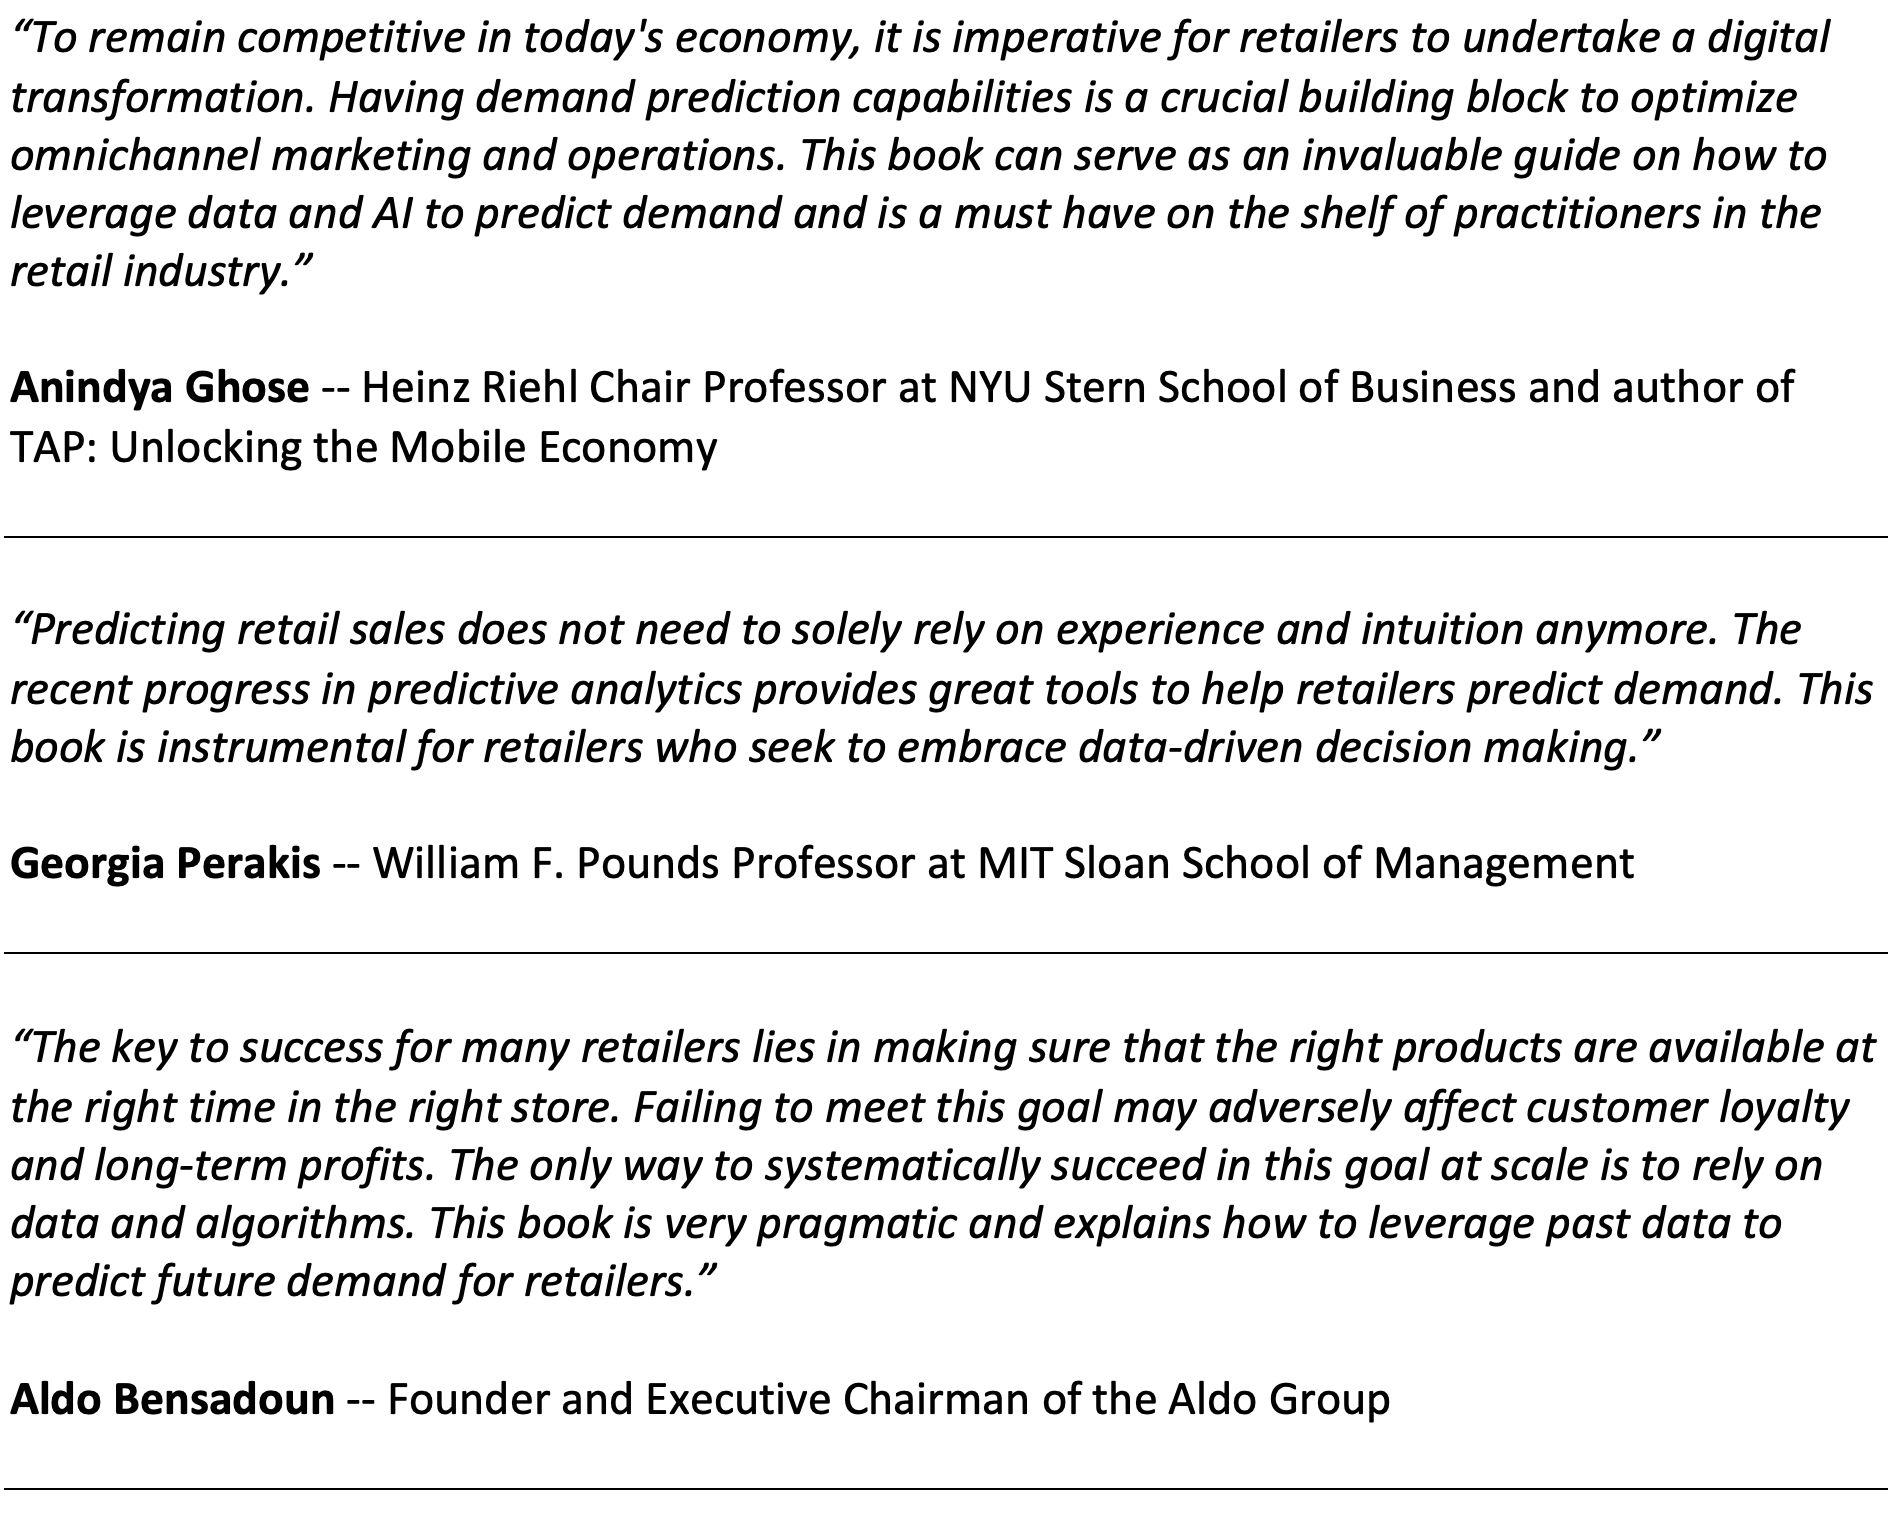 “To remain competitive in today's economy, it is imperative for retailers to undertake a digital
transformation. Having demand prediction capabilities is a crucial building block to optimize
omnichannel marketing and operations. This book can serve as an invaluable guide on how to
leverage data and AI to predict demand and is a must have on the shelf of practitioners in the
retail industry.”
Anindya Ghose -- Heinz Riehl Chair Professor at NYU Stern School of Business and author of
TAP: Unlocking the Mobile Economy
“Predicting retail sales does not need to solely rely on experience and intuition anymore. The
recent progress in predictive analytics provides great tools to help retailers predict demand. This
book is instrumental for retailers who seek to embrace data-driven decision making.”
Georgia Perakis -- William F. Pounds Professor at MIT Sloan School of Management
“The key to success for many retailers lies in making sure that the right products are available at
the right time in the right store. Failing to meet this goal may adversely affect customer loyalty
and long-term profits. The only way to systematically succeed in this goal at scale is to rely on
data and algorithms. This book is very pragmatic and explains how to leverage past data to
predict future demand for retailers.”
Aldo Bensadoun -- Founder and Executive Chairman of the Aldo Group